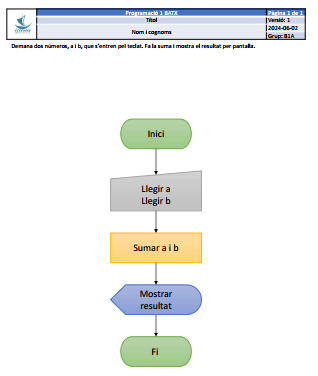 Programació 1 BATX
Pàgina 1 de 1
Títol
Versió: 1
Nom i cognoms
2024-06-02
Grup: B1A
Demana dos números, a i b, que s'entren pel teclat. Fa la suma i mostra el resultat per pantalla.
Inici
Llegir a
Llegir b
Sumar a i b
Mostrar
resultat
Fi